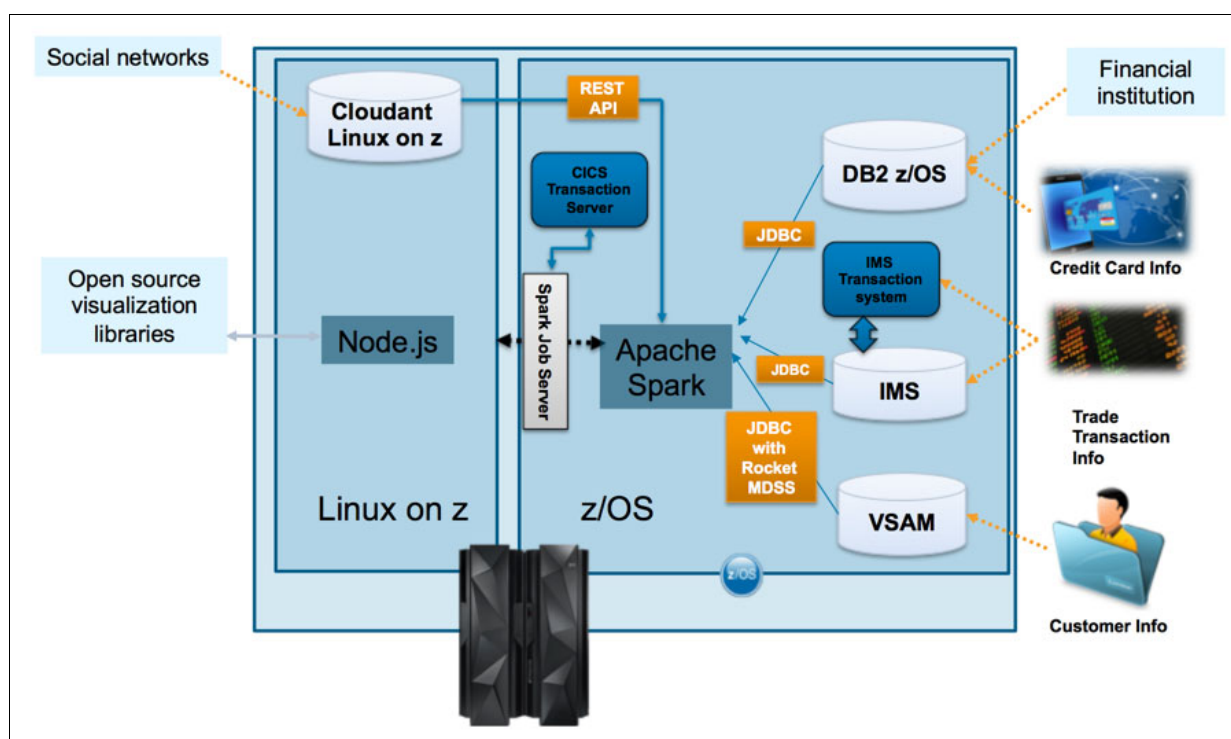 Social networks
Cloudant
Linux on z
REST
API
Financial
institution
CICS
Transaction
Server
DB2 z/OS
JDBC
Credit Card Info
IMS
Transaction
system
Open source
visualization
libraries
Node.js
Spark Job Server
Apache
Spark
JDBC
IMS
JDBC
with
Rocket
MDSS
Trade
Transaction
Info
Linux on z
z/OS
VSAM
z/OS
Customer Info